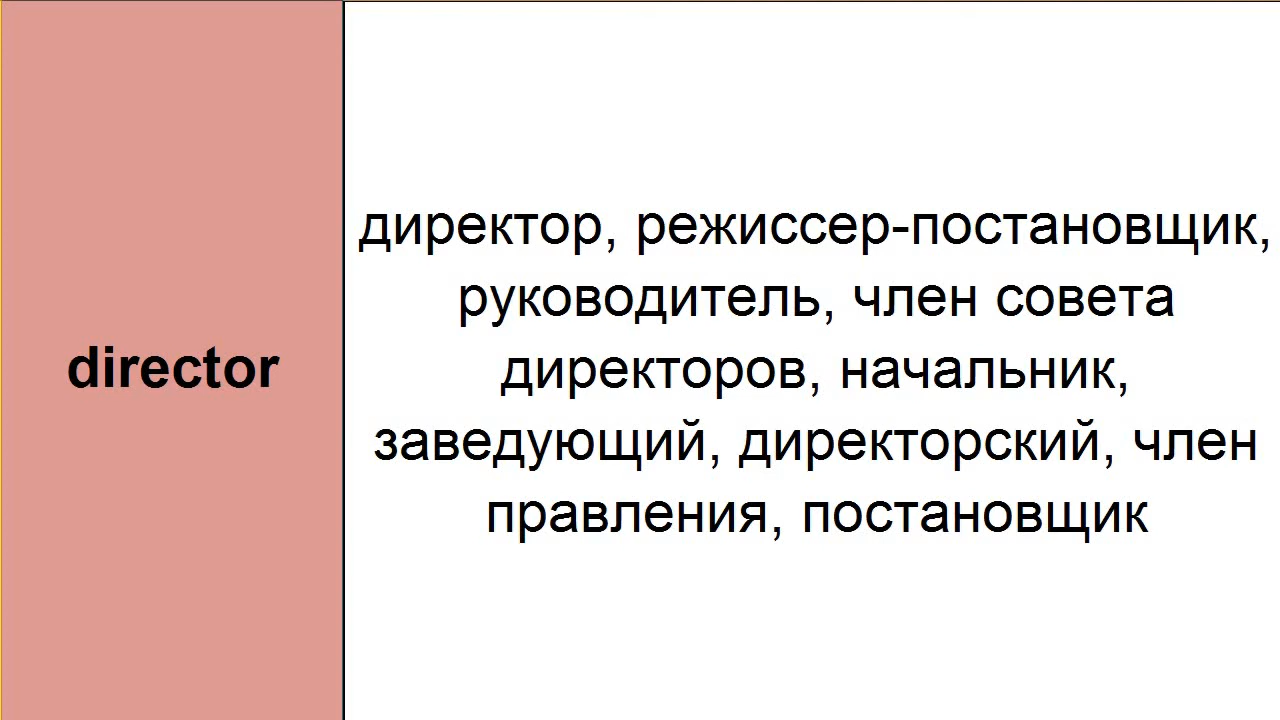 director
директор, режиссер-постановщик,
руководитель, член совета
директоров, начальник,
заведующий, директорский, член
правления, постановщик